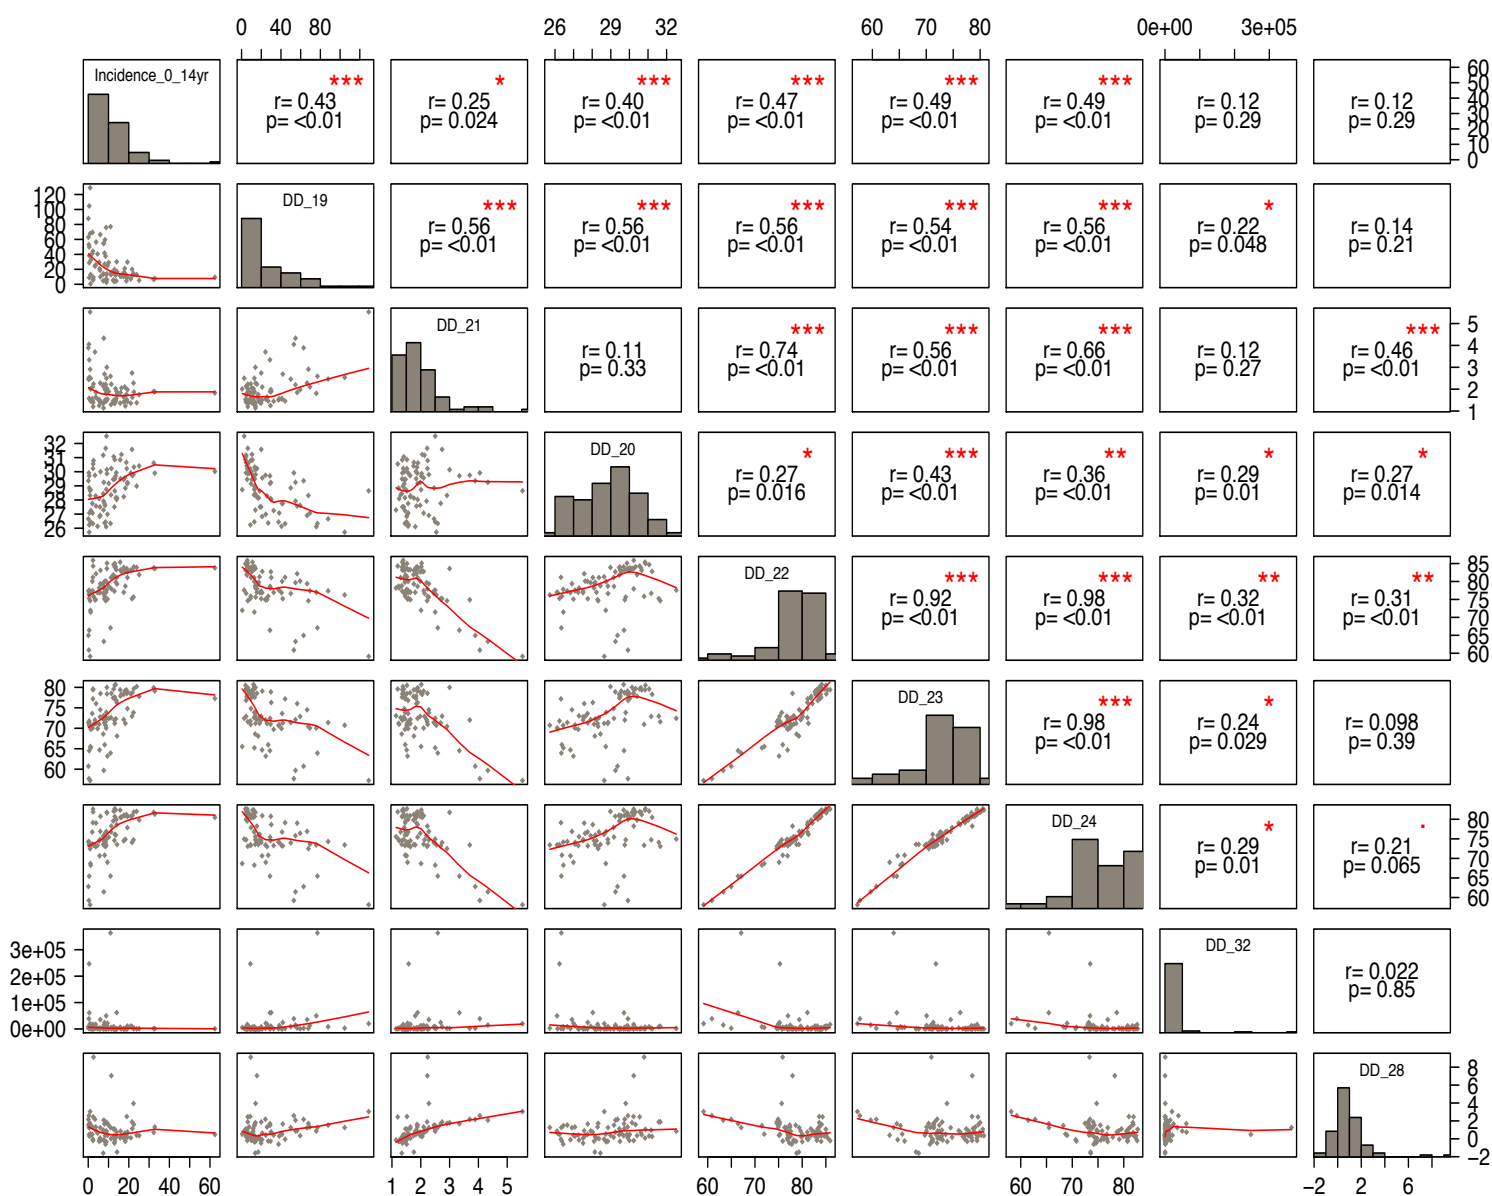 0 40 80
26 29 32
60 70 80
0e+00 3e+05
Incidence_0_14yr
***
r= 0.43
p= <0.01
*
r= 0.25
p= 0.024
***
r= 0.40
p= <0.01
***
r= 0.47
p= <0.01
***
r= 0.49
p= <0.01
***
r= 0.49
p= <0.01
r= 0.12
p= 0.29
r= 0.12
p= 0.29
60
50
40
30
20
10
0
120
100
80
60
40
20
0
DD_19
***
r= 0.56
p= <0.01
***
r= 0.56
p= <0.01
***
r= 0.56
p= <0.01
***
r= 0.54
p= <0.01
***
r= 0.56
p= <0.01
*
r= 0.22
p= 0.048
r= 0.14
p= 0.21
DD_21
r= 0.11
p= 0.33
***
r= 0.74
p= <0.01
***
r= 0.56
p= <0.01
***
r= 0.66
p= <0.01
r= 0.12
p= 0.27
***
r= 0.46
p= <0.01
5
4
3
2
1
32
31
30
29
28
27
26
DD_20
*
r= 0.27
p= 0.016
***
r= 0.43
p= <0.01
**
r= 0.36
p= <0.01
*
r= 0.29
p= 0.01
*
r= 0.27
p= 0.014
DD_22
***
r= 0.92
p= <0.01
***
r= 0.98
p= <0.01
**
r= 0.32
p= <0.01
**
r= 0.31
p= <0.01
85
80
75
70
65
60
80
75
70
65
60
DD_23
***
r= 0.98
p= <0.01
*
r= 0.24
p= 0.029
r= 0.098
p= 0.39
DD_24
*
r= 0.29
p= 0.01
.
r= 0.21
p= 0.065
80
75
70
65
60
3e+05
2e+05
1e+05
0e+00
DD_32
r= 0.022
p= 0.85
DD_28
8
6
4
2
0
−2
0 20 40 60
1 2 3 4 5
60 70 80
60 70 80
−2 2 6